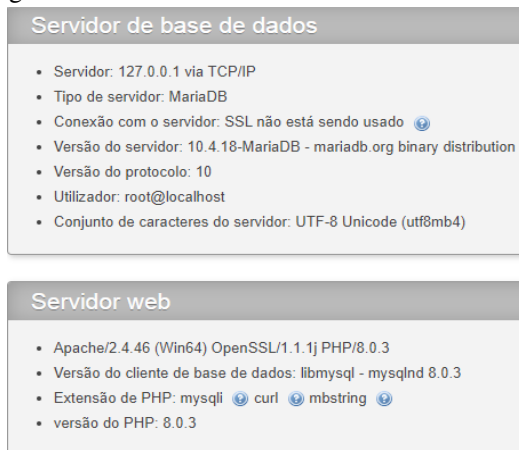 Servidor de base de dados
Servidor: 127.0.0.1 via TCP/IP
Tipo de servidor: MariaDB
Conexão com o servidor: SSL não está sendo usado
Versão do servidor: 10.4.18-MariaDB - mariadb.org binary distribution
Versão do protocolo: 10
Utilizador: root@localhost
Conjunto de caracteres do servidor: UTF-8 Unicode (utf8mb4)
Servidor web
Apache/2.4.46 (Win64) OpenSSL/1.1.1j PHP/8.0.3
Versão do cliente de base de dados: libmysql - mysqlnd 8.0.3
Extensão de PHP: mysqli curl mbstring
versão do PHP: 8.0.3